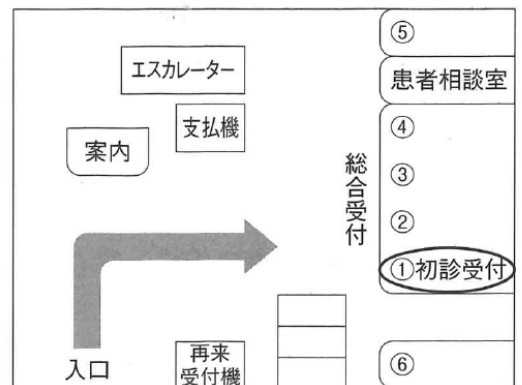 ⑤
エスカレーター
患者相談室
支払機
④
案内
③
総合受付
②
①初診受付
再来
受付機
入口
⑥